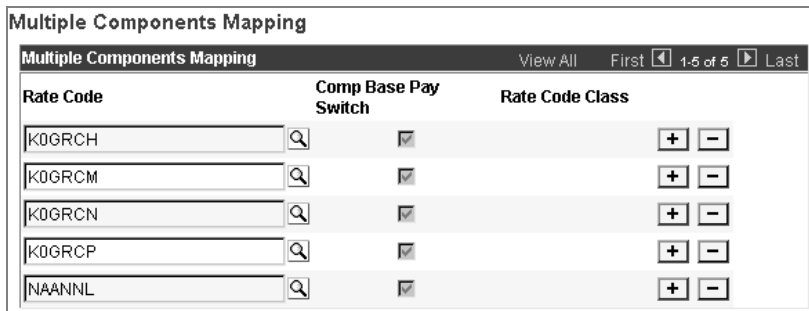 Multiple Components Mapping
Multiple Components Mapping View All First 1-5 of 5 Last
Rate Code Comp Base Pay Switch Rate Code Class
K0GRCH + −
K0GRCM + −
K0GRCN + −
K0GRCP + −
NAANNL + −